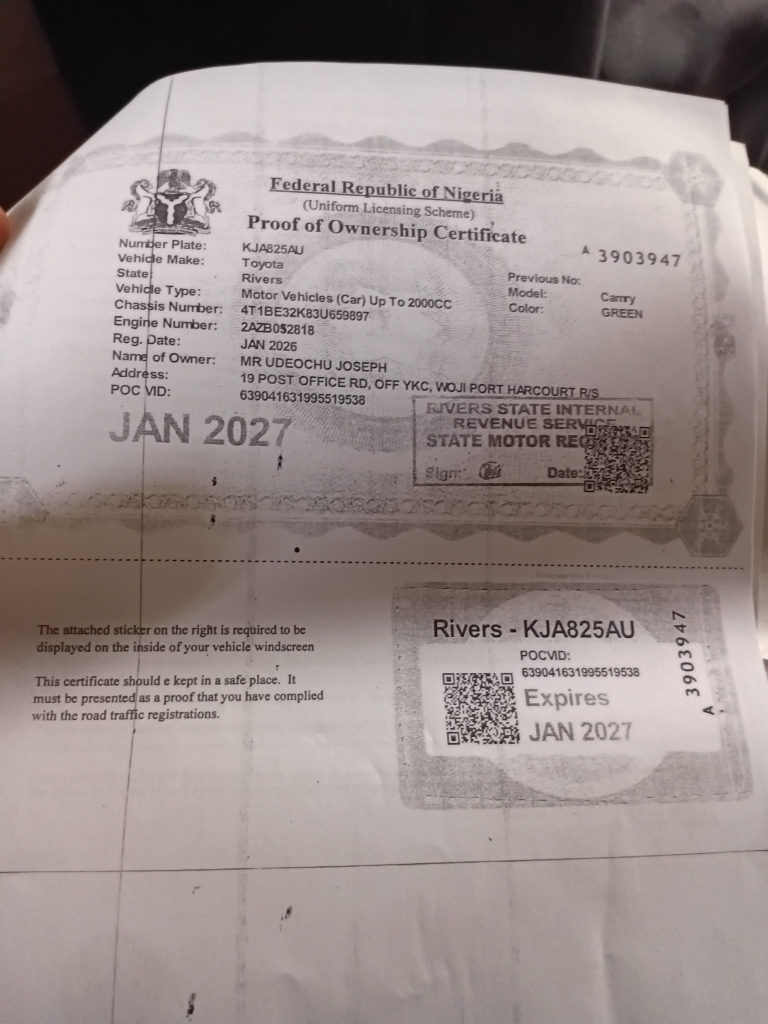 Federal Republic of Nigeria
(Uniform Licensing Scheme)
Proof of Ownership Certificate
A 3903947
Number Plate: KJA825AU
Vehicle Make: Toyota
Previous No:
State: Rivers
Model: Camry
Vehicle Type: Motor Vehicles (Car) Up To 2000CC
Color: GREEN
Chassis Number: 4T1BE32K83U659897
Engine Number: 2AZB052818
Reg. Date: JAN 2026
Name of Owner: MR UDEOCHU JOSEPH
Address: 19 POST OFFICE RD, OFF YKC, WOJI PORT HARCOURT R/S
POC VID: 639041631995519538
JAN 2027
RIVERS STATE INTERNAL
REVENUE SERVICE
STATE MOTOR REG
Sign: Date:
The attached sticker on the right is required to be
displayed on the inside of your vehicle windscreen
This certificate should e kept in a safe place. It
must be presented as a proof that you have complied
with the road traffic registrations.
Rivers - KJA825AU
POCVID:
639041631995519538
Expires
JAN 2027
A 3903947